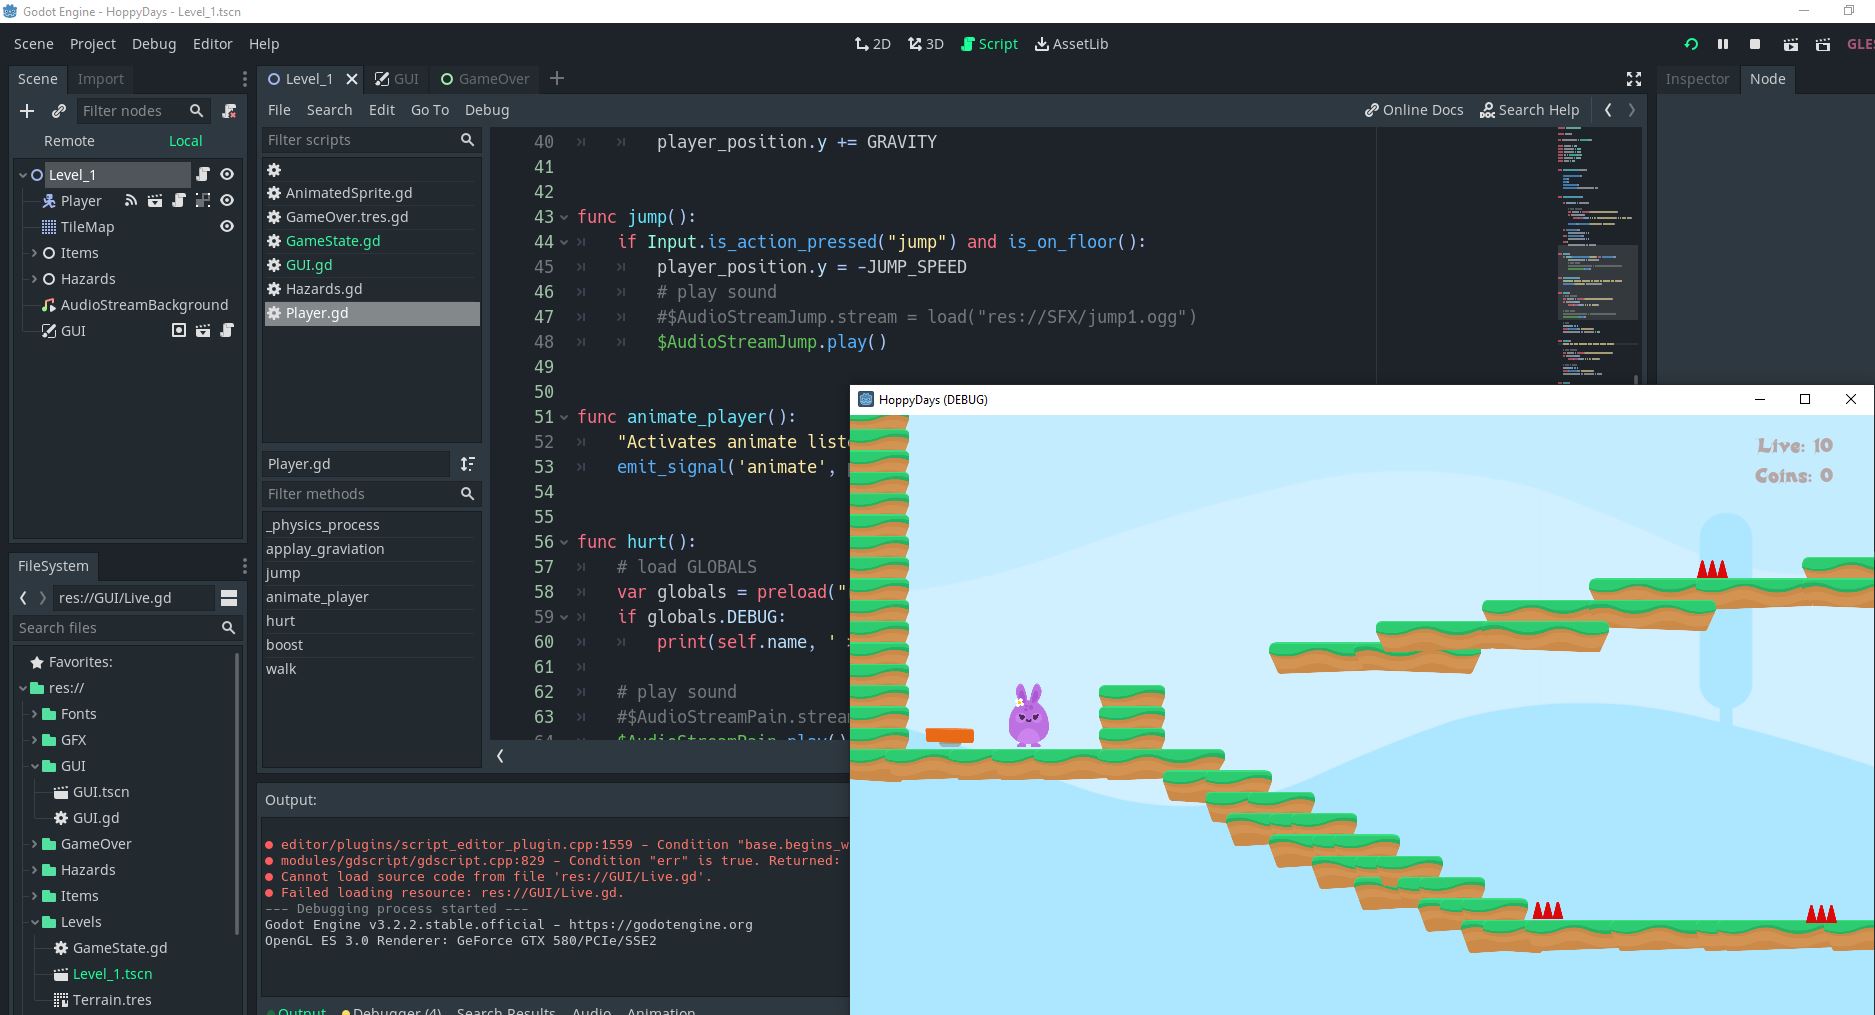 Godot Engine - HoppyDays - Level_1.tscn
Scene Project Debug Editor Help
2D 3D Script AssetLib
GLES
Scene Import
Level_1 GUI GameOver
Inspector Node
Filter nodes
File Search Edit Go To Debug
Online Docs Search Help
Remote Local
Level_1
Player
TileMap
Items
Hazards
AudioStreamBackground
GUI
Filter scripts
AnimatedSprite.gd
GameOver.tres.gd
GameState.gd
GUI.gd
Hazards.gd
Player.gd
Player.gd
Filter methods
_physics_process
applay_graviation
jump
animate_player
hurt
boost
walk
40 player_position.y += GRAVITY
41
42
43 func jump():
44 if Input.is_action_pressed("jump") and is_on_floor():
45 player_position.y = -JUMP_SPEED
46 # play sound
47 #$AudioStreamJump.stream = load("res://SFX/jump1.ogg")
48 $AudioStreamJump.play()
49
50
51 func animate_player():
52 "Activates animate liste
53 emit_signal('animate',
54
55
56 func hurt():
57 # load GLOBALS
58 var globals = preload("
59 if globals.DEBUG:
60 print(self.name, '
61
62 # play sound
63 #$AudioStreamPain.stream
64 $AudioStreamPain.play()
FileSystem
res://GUI/Live.gd
Search files
Favorites:
res://
Fonts
GFX
GUI
GUI.tscn
GUI.gd
GameOver
Hazards
Items
Levels
GameState.gd
Level_1.tscn
Terrain.tres
Output:
editor/plugins/script_editor_plugin.cpp:1559 - Condition "base.begins_w
modules/gdscript/gdscript.cpp:829 - Condition "err" is true. Returned:
Cannot load source code from file 'res://GUI/Live.gd'.
Failed loading resource: res://GUI/Live.gd.
--- Debugging process started ---
Godot Engine v3.2.2.stable.official - https://godotengine.org
OpenGL ES 3.0 Renderer: GeForce GTX 580/PCIe/SSE2
Output Debugger (4) Search Results Audio Animation
HoppyDays (DEBUG)
Live: 10
Coins: 0